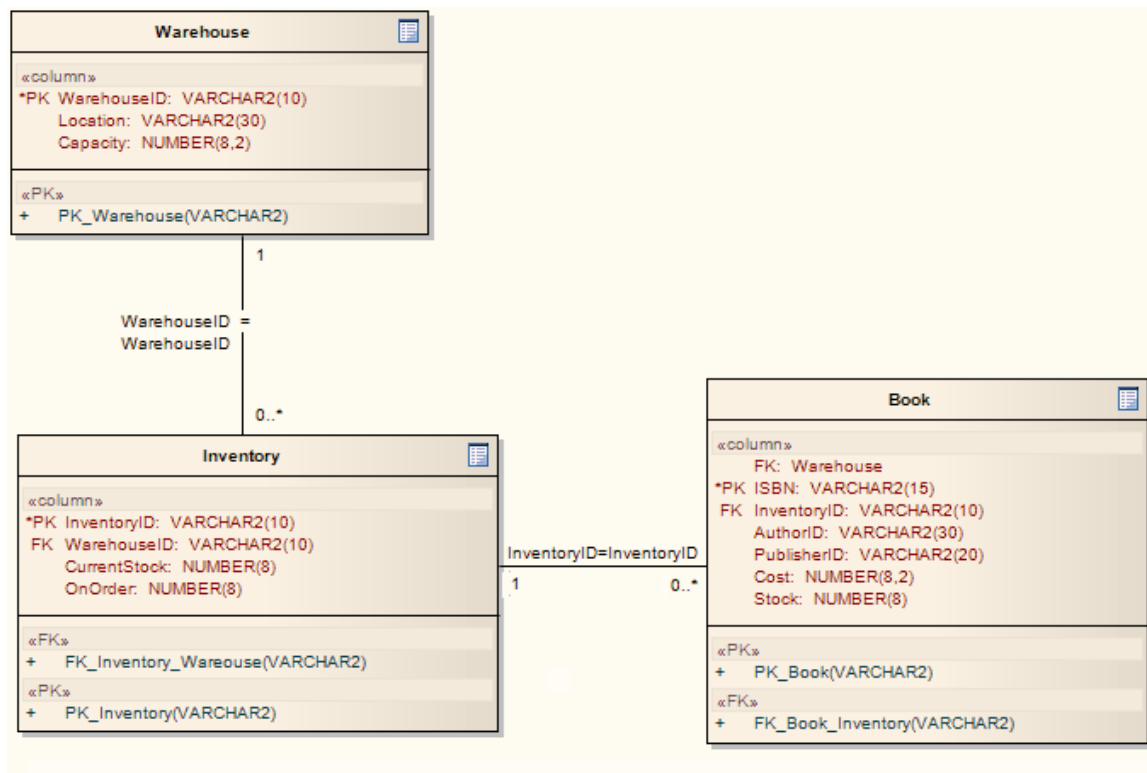 Warehouse
«column»
*PK WarehouseID: VARCHAR2(10)
Location: VARCHAR2(30)
Capacity: NUMBER(8,2)
«PK»
+ PK_Warehouse(VARCHAR2)
1
WarehouseID =
WarehouseID
0..*
Inventory
«column»
*PK InventoryID: VARCHAR2(10)
FK WarehouseID: VARCHAR2(10)
CurrentStock: NUMBER(8)
OnOrder: NUMBER(8)
«FK»
+ FK_Inventory_Wareouse(VARCHAR2)
«PK»
+ PK_Inventory(VARCHAR2)
InventoryID=InventoryID
1 0..*
Book
«column»
FK: Warehouse
*PK ISBN: VARCHAR2(15)
FK InventoryID: VARCHAR2(10)
AuthorID: VARCHAR2(30)
PublisherID: VARCHAR2(20)
Cost: NUMBER(8,2)
Stock: NUMBER(8)
«PK»
+ PK_Book(VARCHAR2)
«FK»
+ FK_Book_Inventory(VARCHAR2)